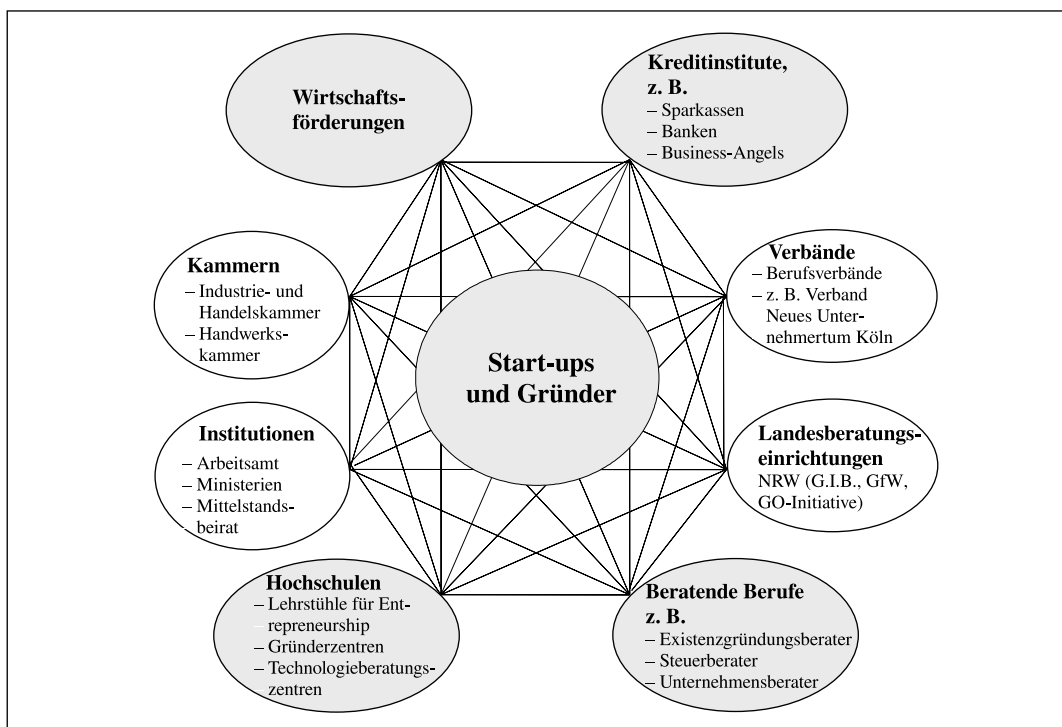 Wirtschafts-
förderungen
Kreditinstitute,
z. B.
– Sparkassen
– Banken
– Business-Angels
Kammern
– Industrie- und
Handelskammer
– Handwerks-
kammer
Verbände
– Berufsverbände
– z. B. Verband
Neues Unter-
nehmertum Köln
Start-ups
und Gründer
Institutionen
– Arbeitsamt
– Ministerien
– Mittelstands-
beirat
Landesberatungs-
einrichtungen
NRW (G.I.B., GfW,
GO-Initiative)
Hochschulen
– Lehrstühle für Ent-
repreneurship
– Gründerzentren
– Technologieberatungs-
zentren
Beratende Berufe
z. B.
– Existenzgründungsberater
– Steuerberater
– Unternehmensberater